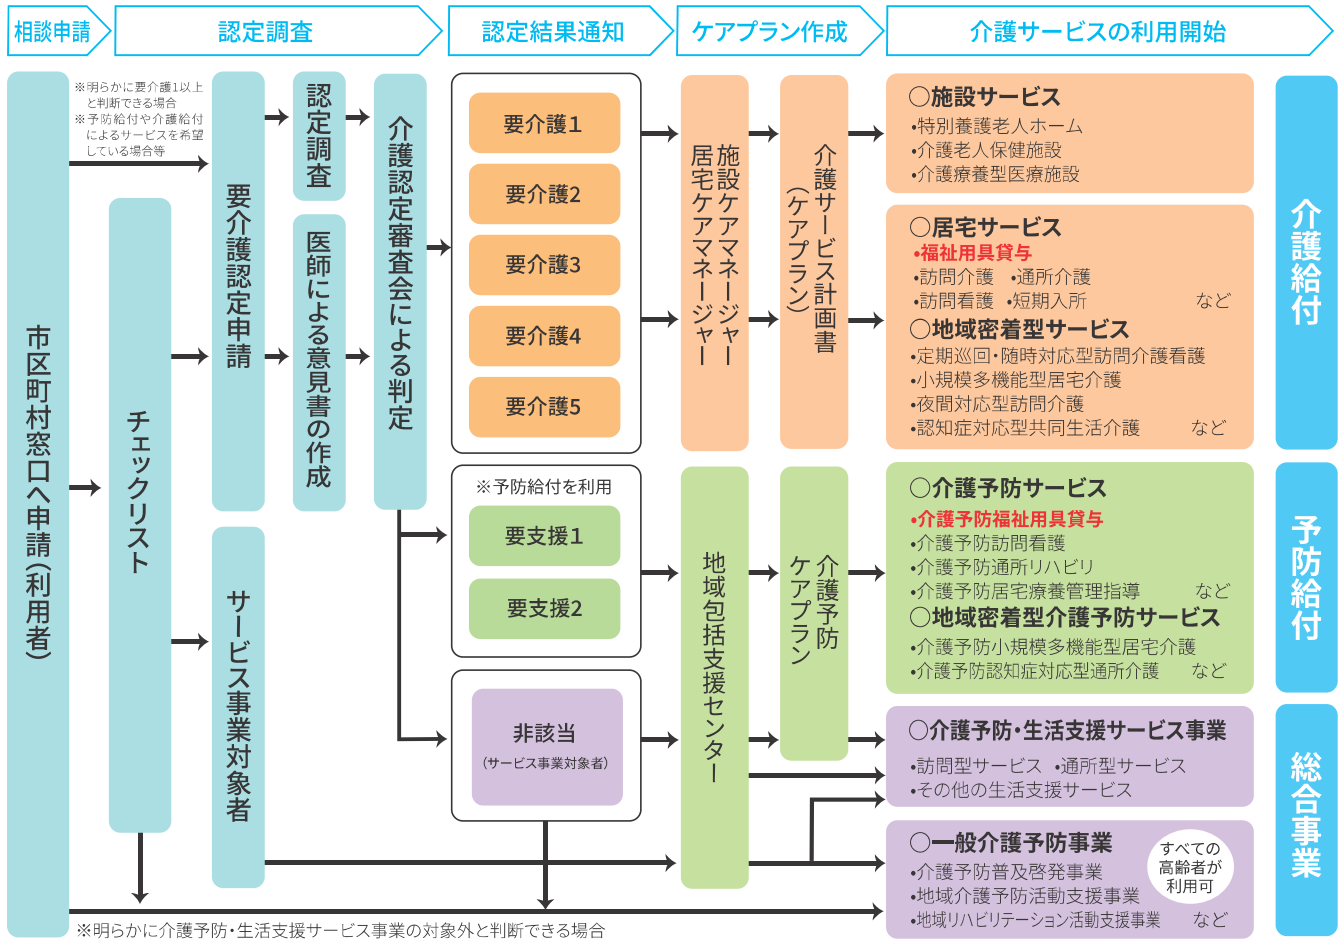 相談申請
認定調査
認定結果通知
ケアプラン作成
介護サービスの利用開始
市区町村窓口へ申請(利用者)
※明らかに要介護1以上
と判断できる場合
※予防給付や介護給付
によるサービスを希望
している場合等
チェックリスト
要介護認定申請
サービス事業対象者
認定調査
医師による意見書の作成
介護認定審査会による判定
要介護1
要介護2
要介護3
要介護4
要介護5
※予防給付を利用
要支援1
要支援2
非該当
(サービス事業対象者)
施設ケアマネージャー
居宅ケアマネージャー
介護サービス計画書
(ケアプラン)
地域包括支援センター
介護予防
ケアプラン
○施設サービス
•特別養護老人ホーム
•介護老人保健施設
•介護療養型医療施設
○居宅サービス
•福祉用具貸与
•訪問介護 •通所介護
•訪問看護 •短期入所 など
○地域密着型サービス
•定期巡回・随時対応型訪問介護看護
•小規模多機能型居宅介護
•夜間対応型訪問介護
•認知症対応型共同生活介護 など
介護給付
○介護予防サービス
•介護予防福祉用具貸与
•介護予防訪問看護
•介護予防通所リハビリ
•介護予防居宅療養管理指導 など
○地域密着型介護予防サービス
•介護予防小規模多機能型居宅介護
•介護予防認知症対応型通所介護 など
予防給付
○介護予防・生活支援サービス事業
•訪問型サービス •通所型サービス
•その他の生活支援サービス
○一般介護予防事業
•介護予防普及啓発事業
•地域介護予防活動支援事業
•地域リハビリテーション活動支援事業 など
すべての
高齢者が
利用可
総合事業
※明らかに介護予防・生活支援サービス事業の対象外と判断できる場合